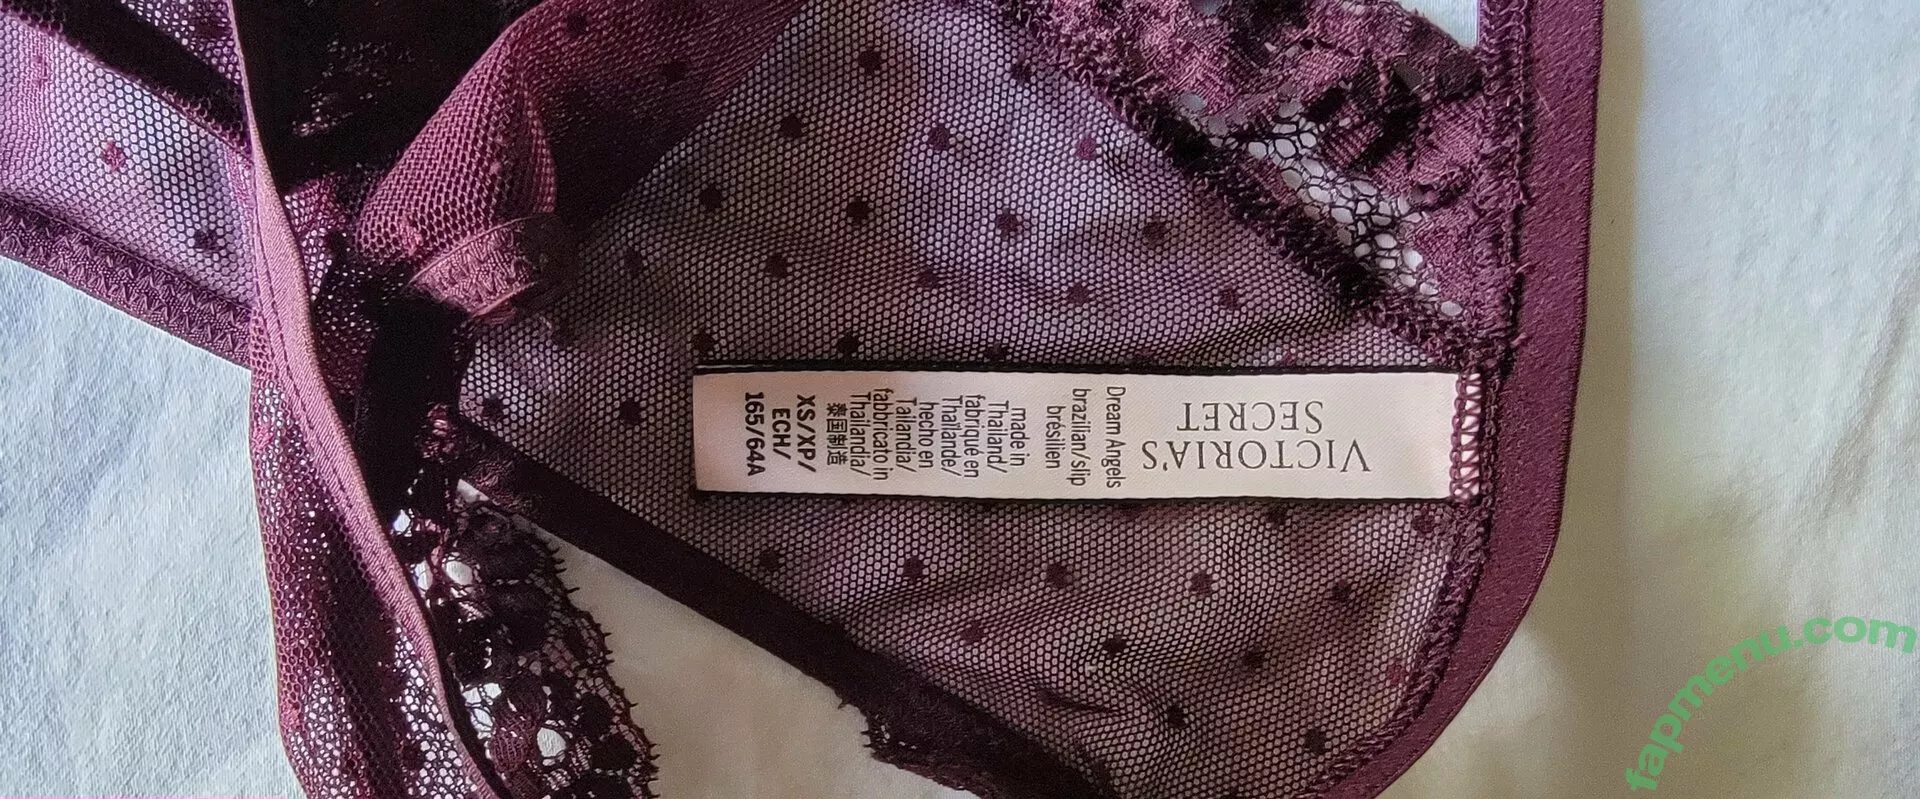 VICTORIA'S
SECRET
Dream Angels
brazilian/slip
brésilien
made in
Thailand/
fabriqué en
Thaïlande/
hecho en
Tailandia/
fabbricato in
Thailandia/
泰国制造
XS/XP/
ECH/
165/64A
fapmenu.com